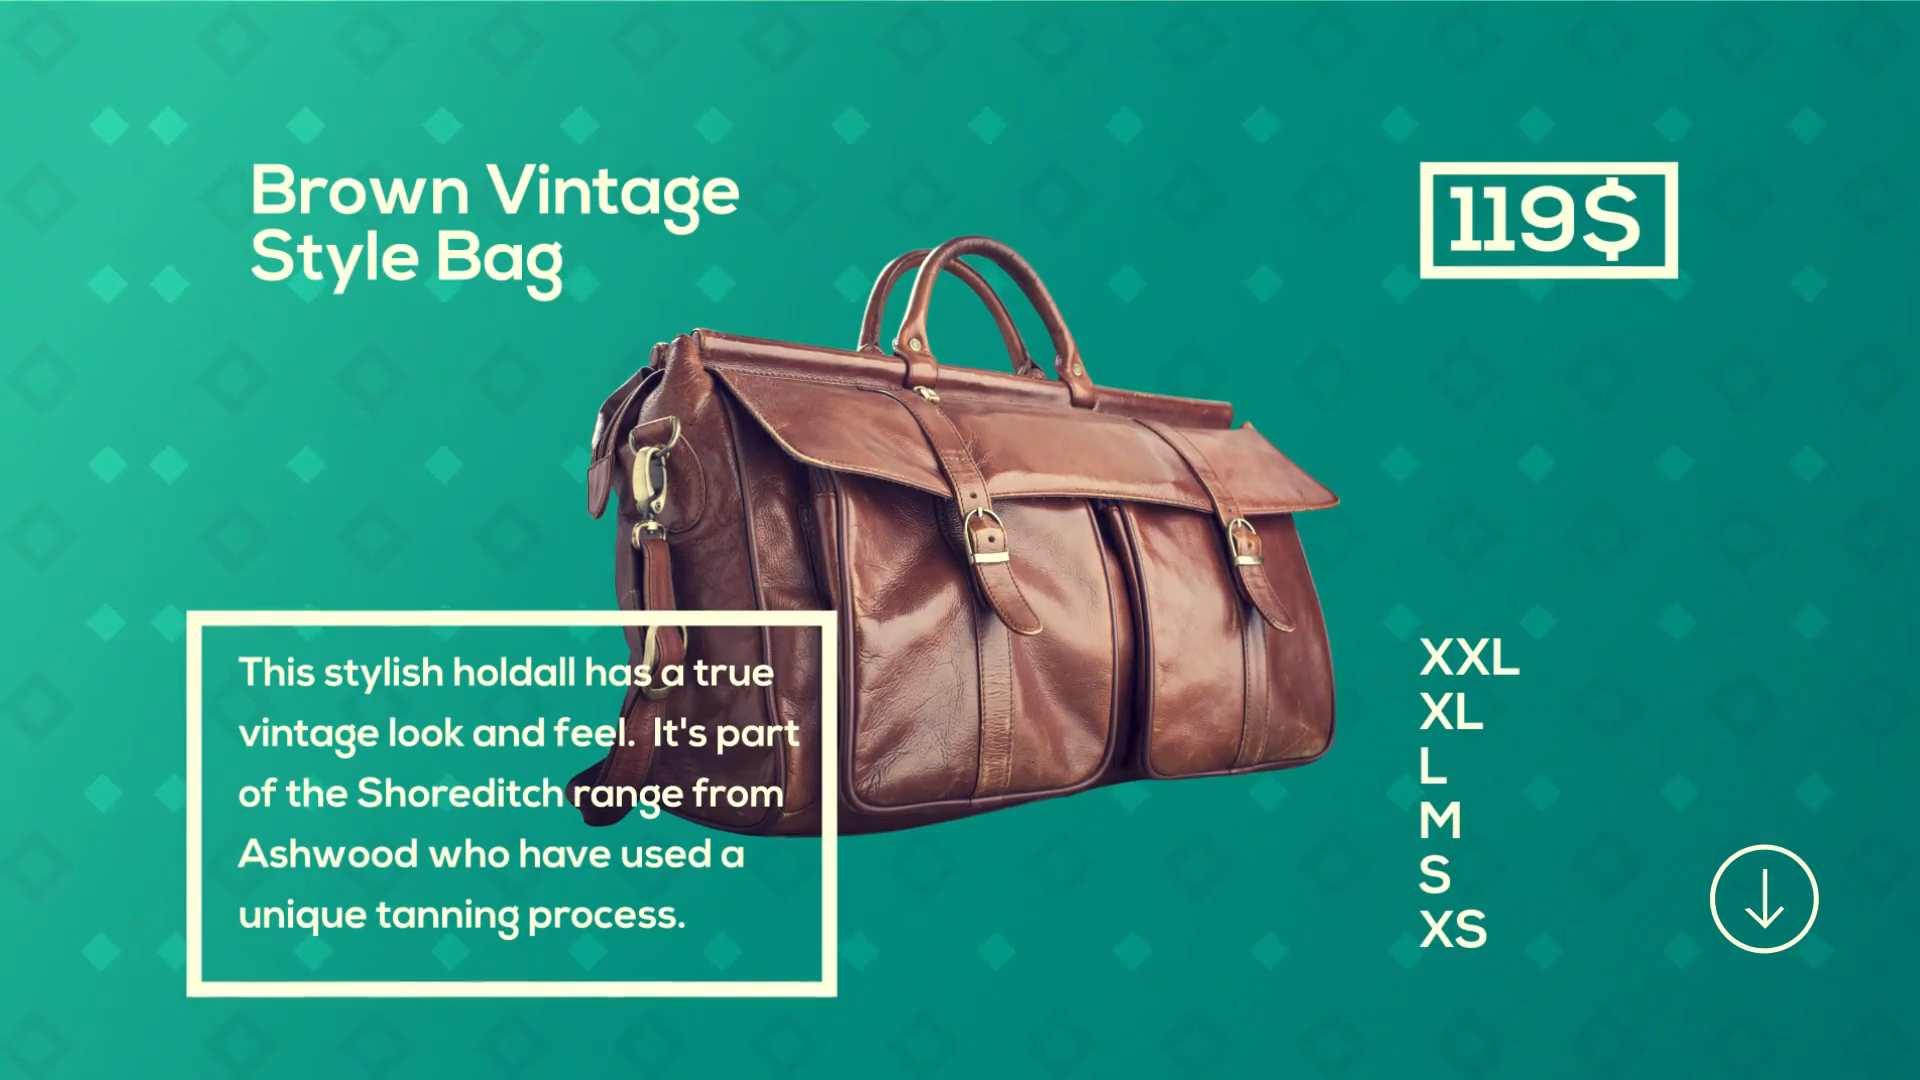 Brown Vintage
Style Bag
119$
This stylish holdall has a true
vintage look and feel.  It's part
of the Shoreditch range from
Ashwood who have used a
unique tanning process.
XXL
XL
L
M
S
XS